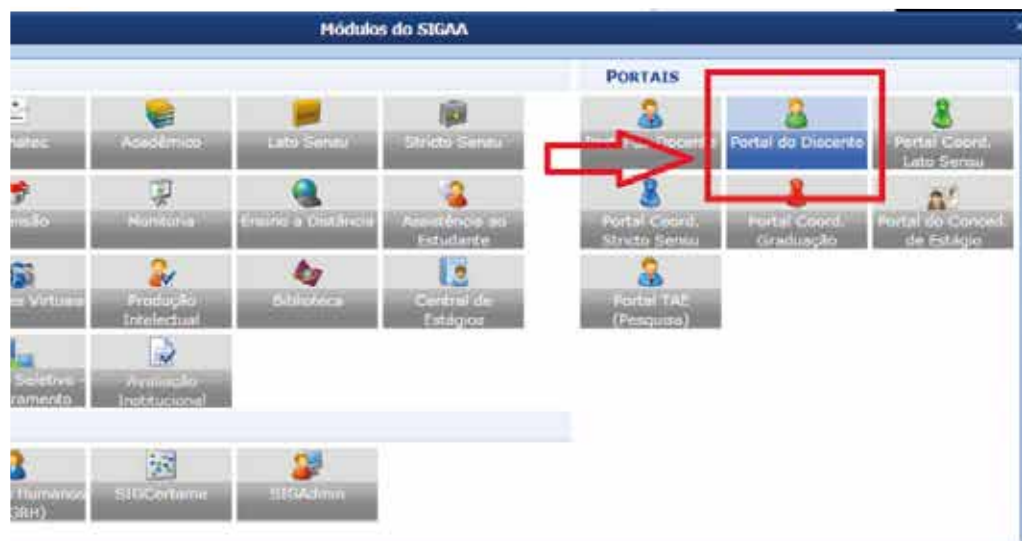 Módulos do SIGAA
PORTAIS
Acadêmico
Lato Sensu
Stricto Sensu
Docente
Portal do Discente
Portal Coord.
Lato Sensu
Monitoria
Ensino a Distância
Assistência ao
Estudante
Portal Coord.
Stricto Sensu
Portal Coord.
Graduação
Portal do Conced.
de Estágio
Produção
Intelectual
Biblioteca
Central de
Estágios
Portal TAE
(Pesquisa)
Avaliação
Institucional
SIGAdmin